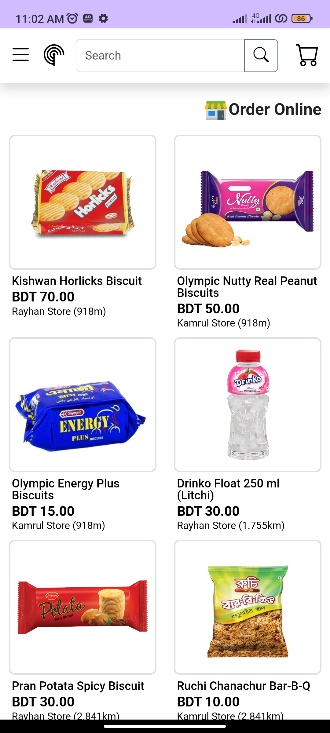 11:02 AM
4G
86
Search
Order Online
Horlicks
Nutty
Kishwan Horlicks Biscuit
BDT 70.00
Rayhan Store (918m)
Olympic Nutty Real Peanut
Biscuits
BDT 50.00
Kamrul Store (918m)
ENERGY
PLUS
Drinko
Olympic Energy Plus
Biscuits
BDT 15.00
Kamrul Store (918m)
Drinko Float 250 ml
(Litchi)
BDT 30.00
Rayhan Store (1.755km)
Potata
রুচি
বার-বি-কিউ
Pran Potata Spicy Biscuit
BDT 30.00
Rayhan Store (2.841km)
Ruchi Chanachur Bar-B-Q
BDT 10.00
Kamrul Store (2.841km)